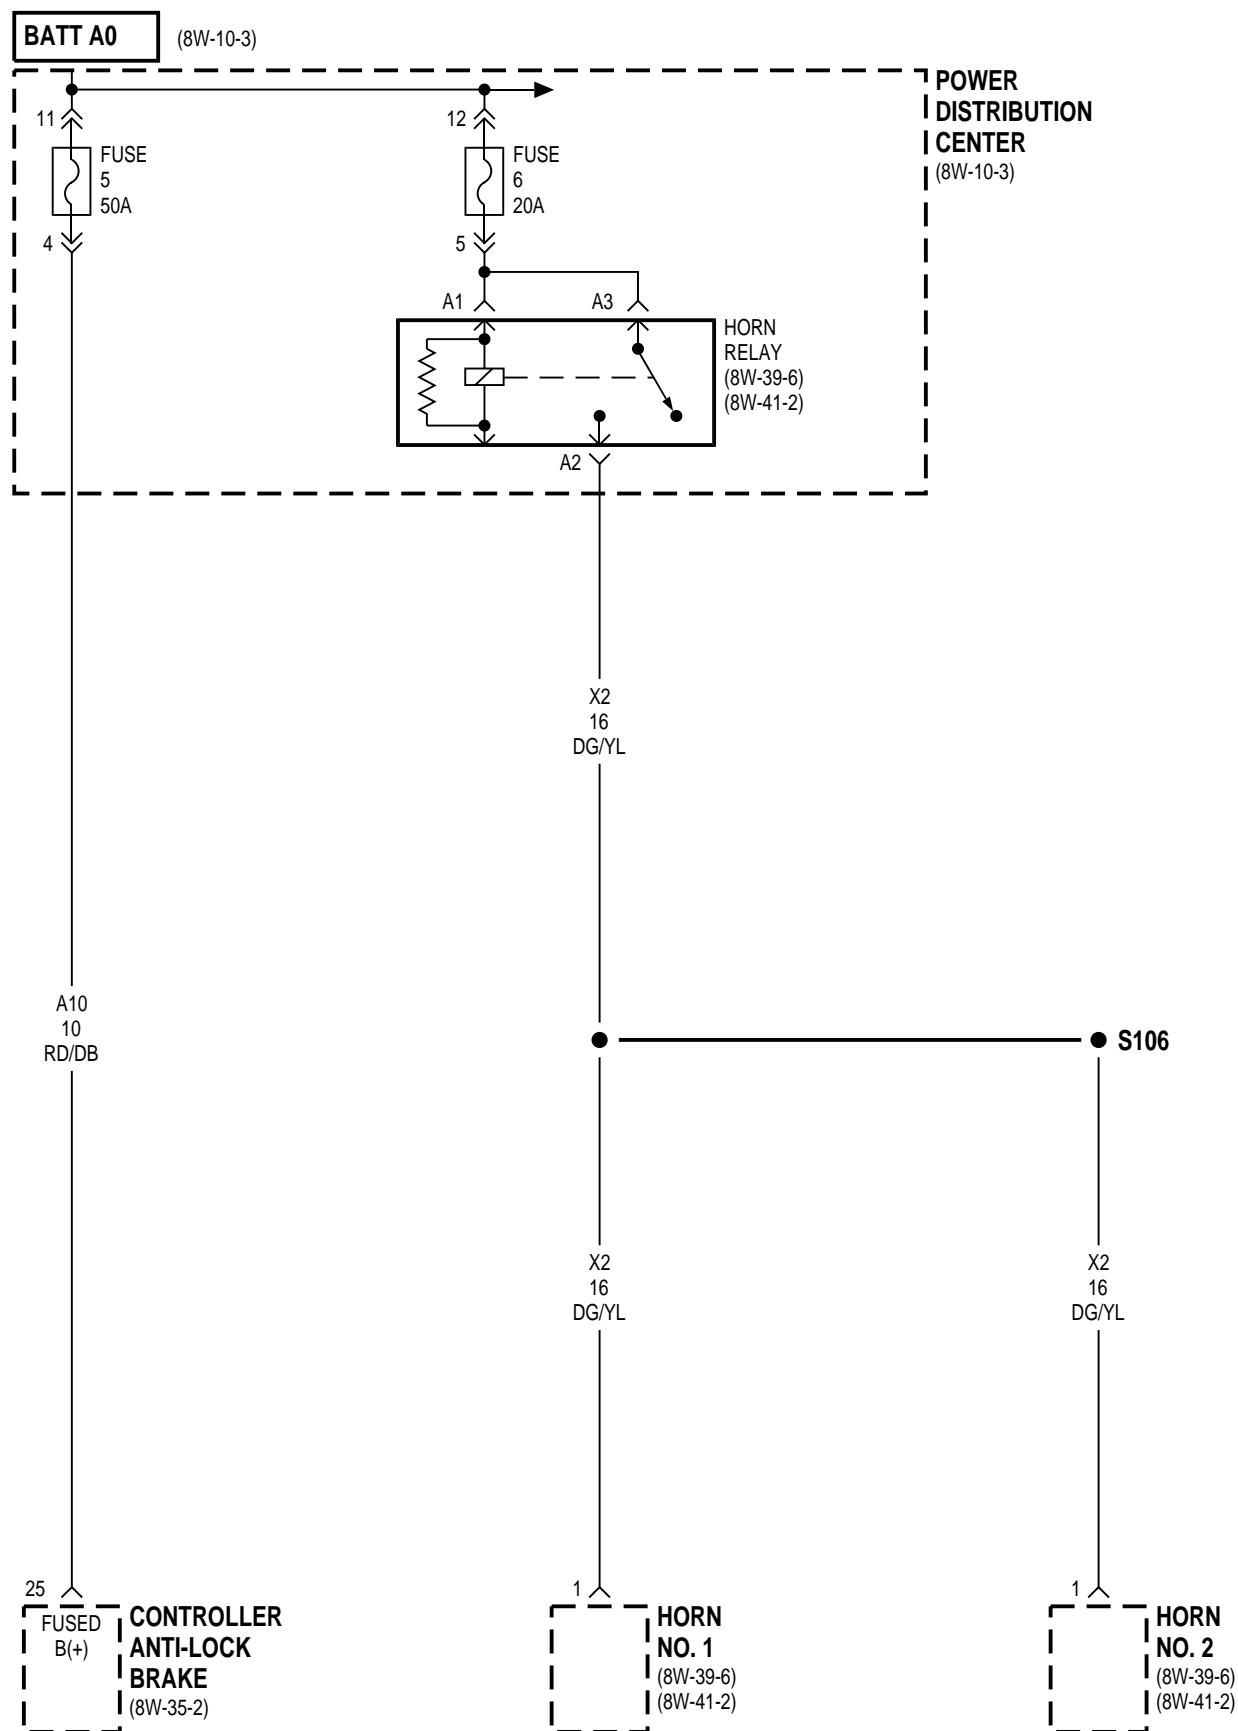 BATT A0
(8W-10-3)
POWER
DISTRIBUTION
CENTER
(8W-10-3)
11
FUSE
5
50A
4
12
FUSE
6
20A
5
A1
A3
HORN
RELAY
(8W-39-6)
(8W-41-2)
A2
X2
16
DG/YL
A10
10
RD/DB
S106
X2
16
DG/YL
X2
16
DG/YL
25
FUSED
B(+)
CONTROLLER
ANTI-LOCK
BRAKE
(8W-35-2)
1
HORN
NO. 1
(8W-39-6)
(8W-41-2)
1
HORN
NO. 2
(8W-39-6)
(8W-41-2)